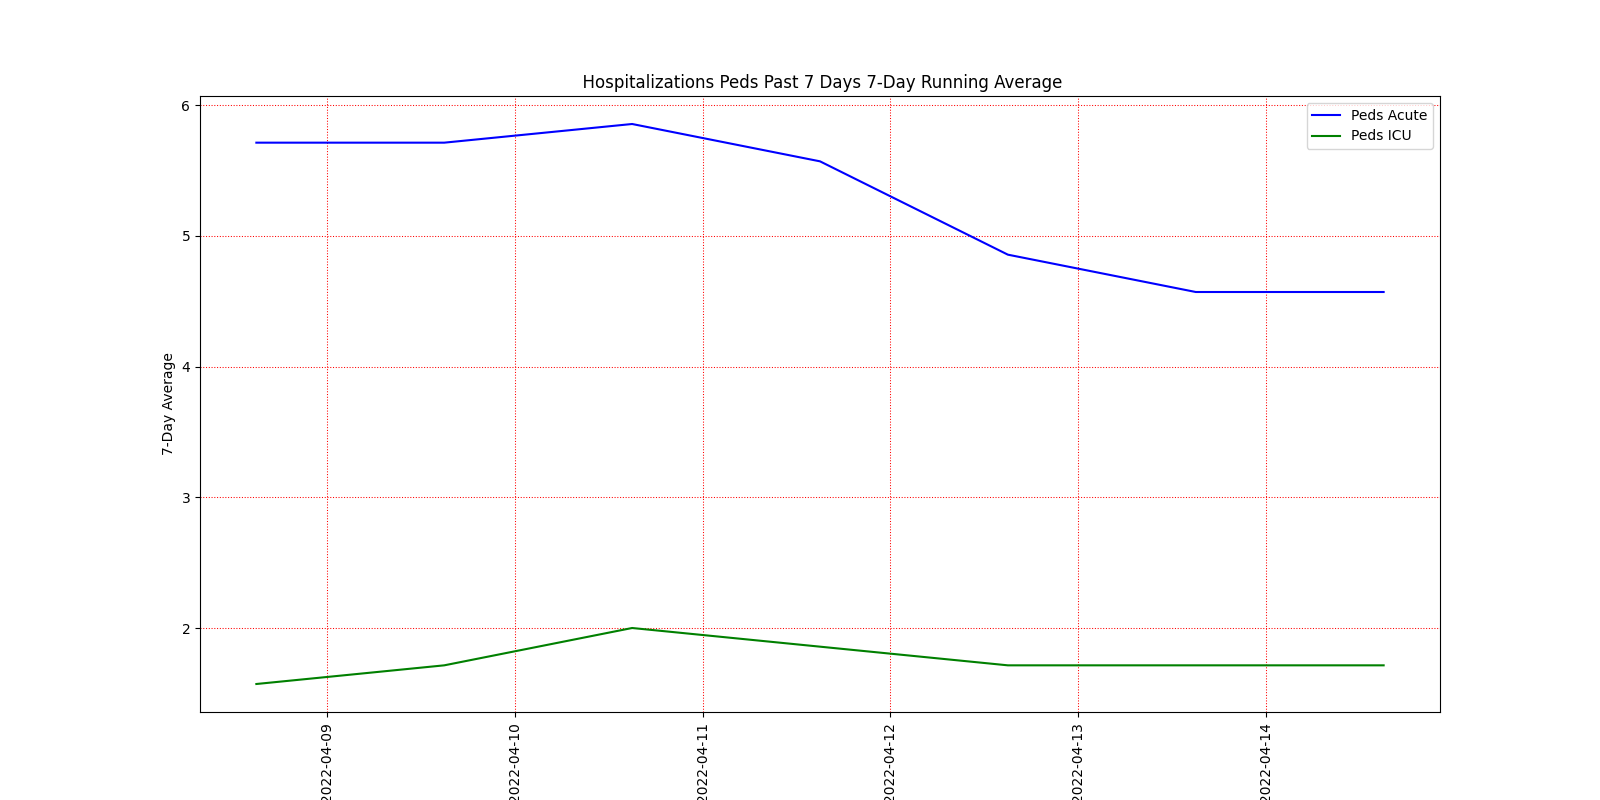 Hospitalizations Peds Past 7 Days 7-Day Running Average
Peds Acute
Peds ICU
7-Day Average
6
5
4
3
2
2022-04-09
2022-04-10
2022-04-11
2022-04-12
2022-04-13
2022-04-14